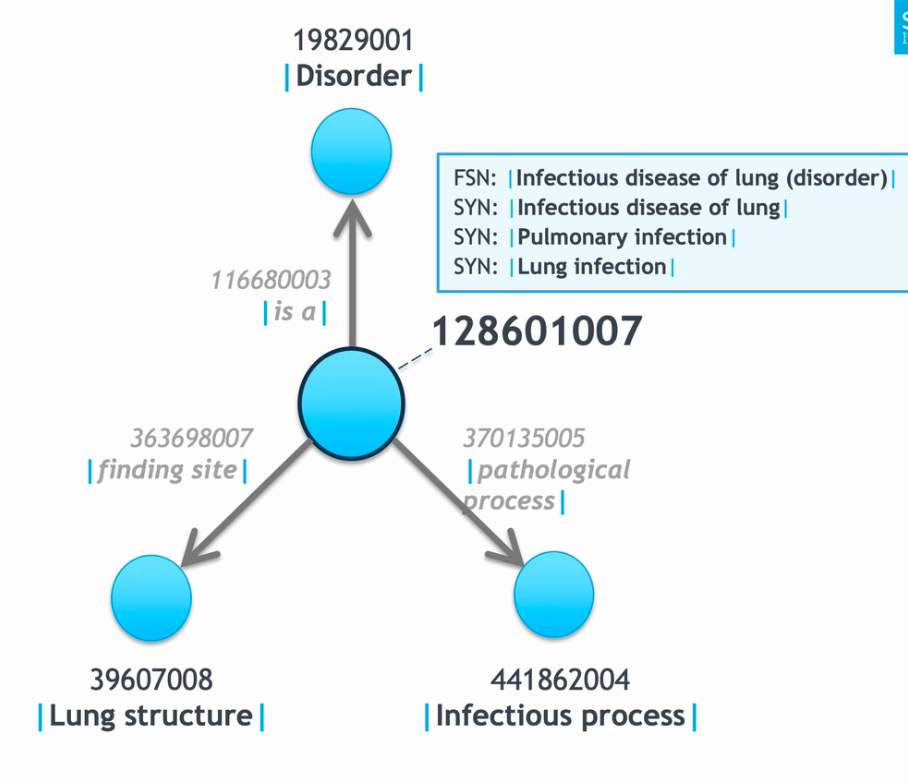 19829001
|Disorder|
FSN: |Infectious disease of lung (disorder)|
SYN: |Infectious disease of lung|
SYN: |Pulmonary infection|
SYN: |Lung infection|
116680003
|is a|
128601007
363698007
|finding site|
370135005
|pathological
process|
39607008
|Lung structure|
441862004
|Infectious process|